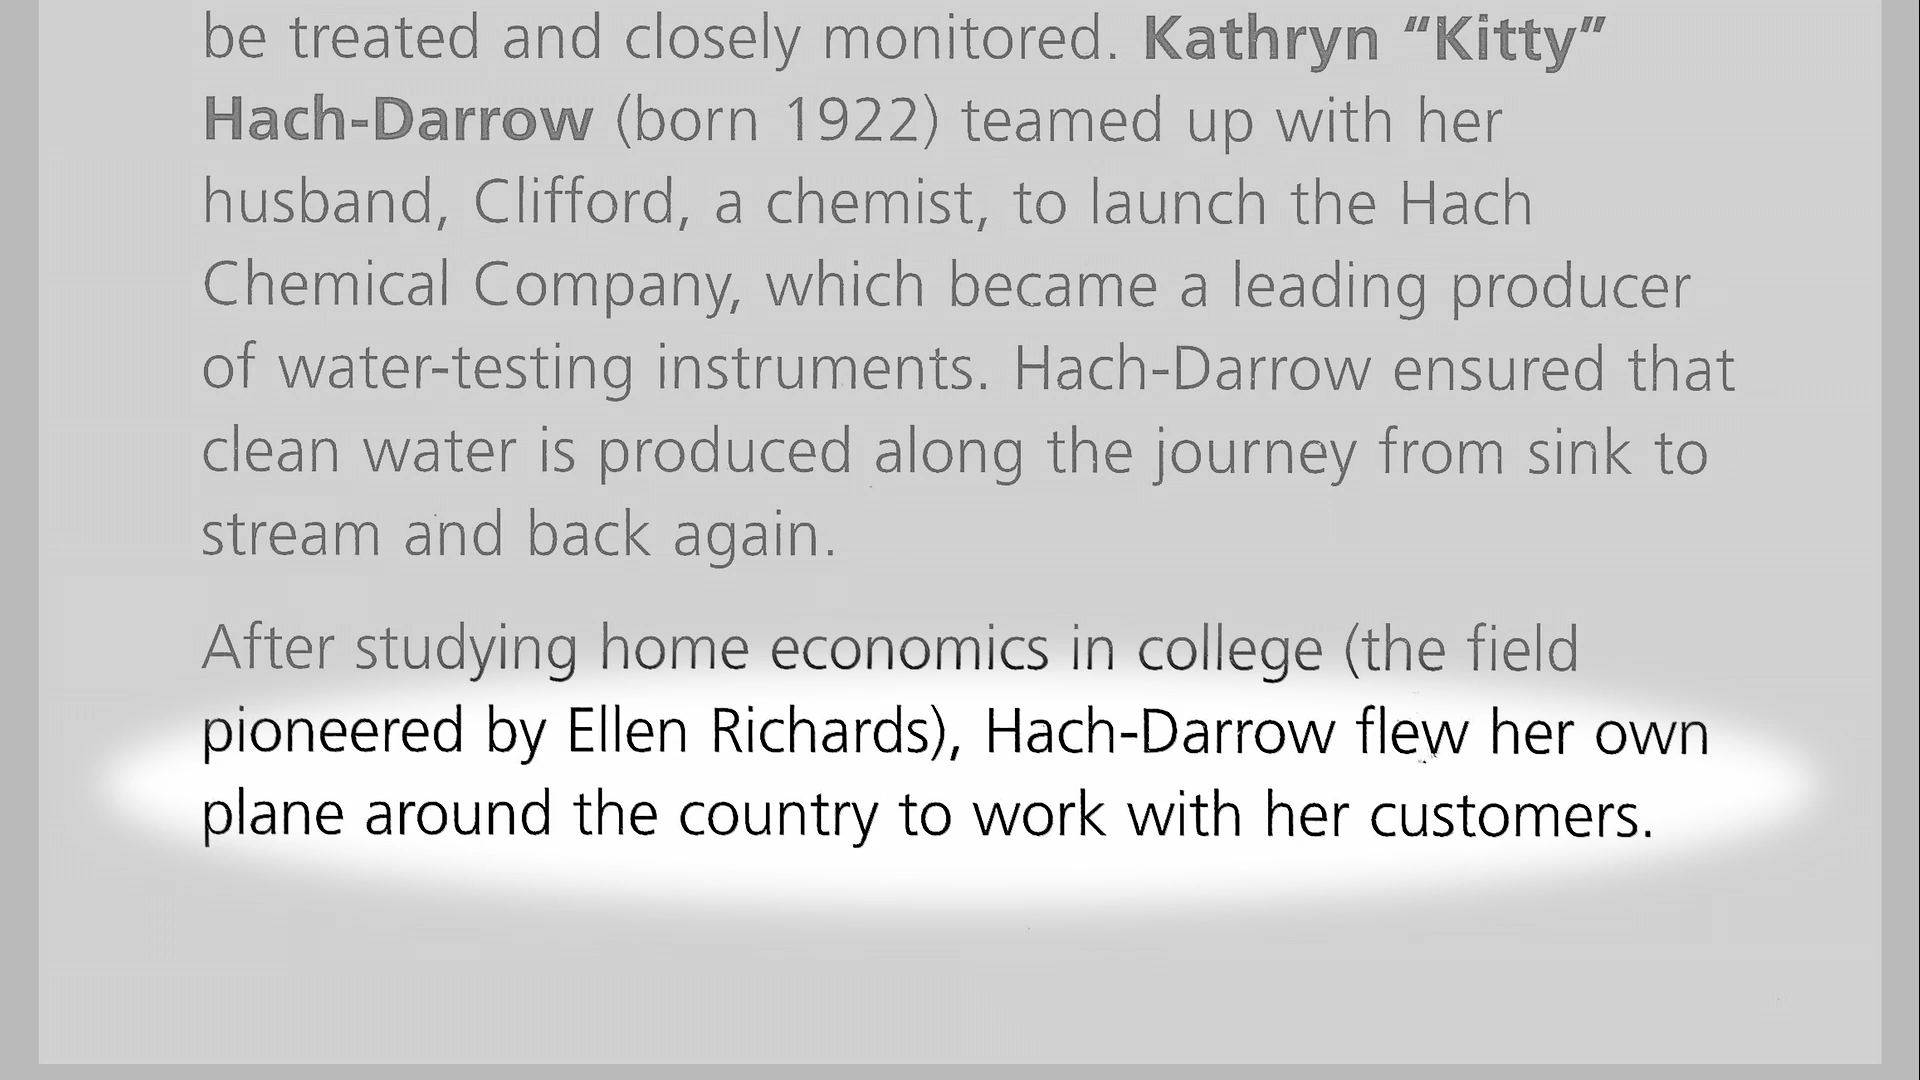 be treated and closely monitored. Kathryn “Kitty”
Hach-Darrow (born 1922) teamed up with her
husband, Clifford, a chemist, to launch the Hach
Chemical Company, which became a leading producer
of water-testing instruments. Hach-Darrow ensured that
clean water is produced along the journey from sink to
stream and back again.
After studying home economics in college (the field
pioneered by Ellen Richards), Hach-Darrow flew her own
plane around the country to work with her customers.